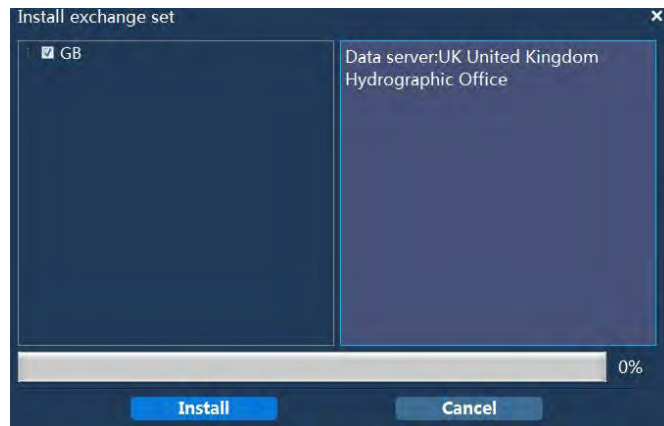 Install exchange set
×
GB
Data server:UK United Kingdom
Hydrographic Office
0%
Install
Cancel